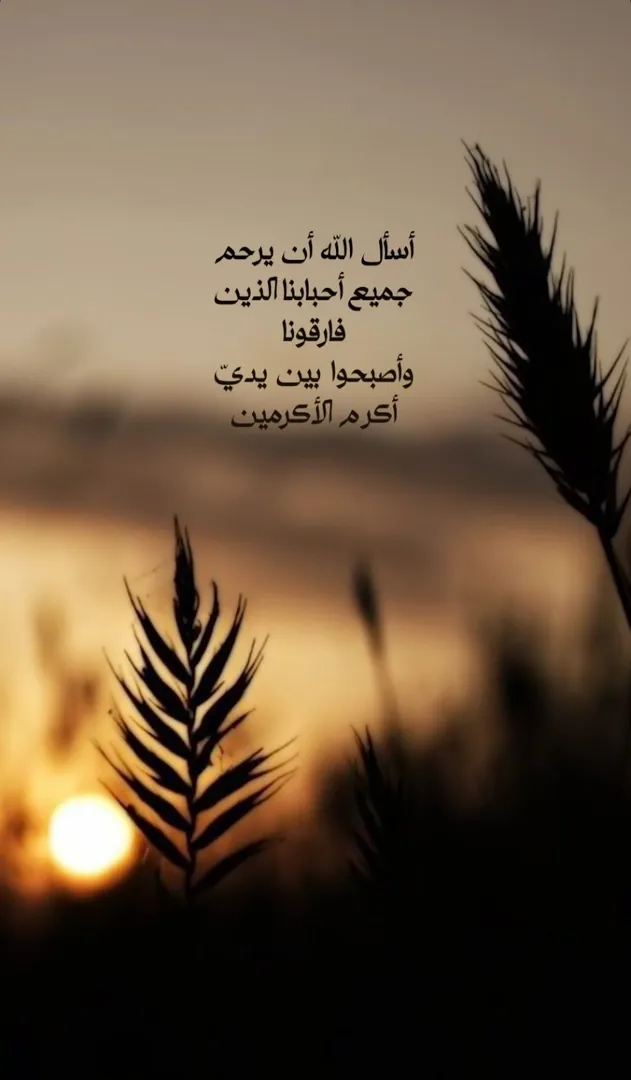 أسأل الله أن يرحم
جميع أحبابنا الذين
فارقونا
وأصبحوا بين يديّ
أكرم الأكرمين